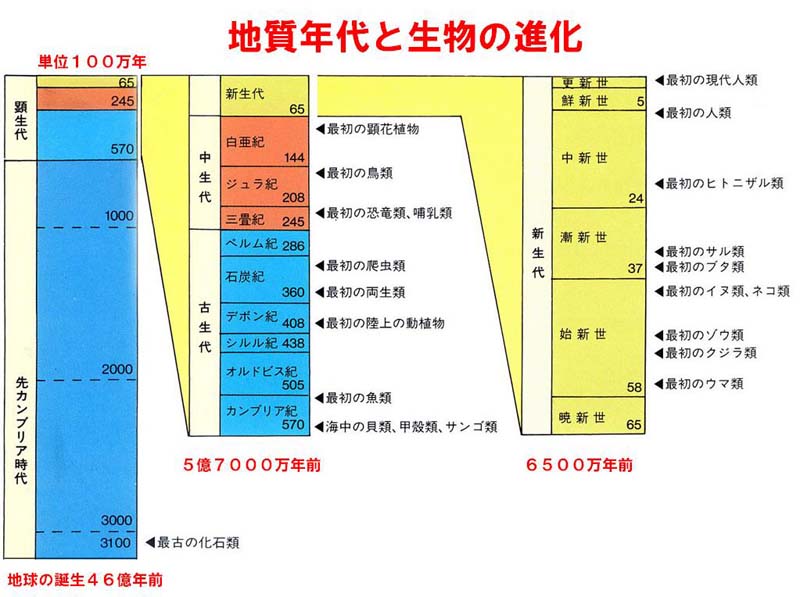 地質年代と生物の進化
単位１００万年
顕生代
65
245
570
先カンブリア時代
1000
2000
3000
3100
◀最古の化石類
地球の誕生４６億年前
新生代
65
中生代
白亜紀
144
ジュラ紀
208
三畳紀 245
古生代
ペルム紀 286
石炭紀
360
デボン紀
408
シルル紀 438
オルドビス紀
505
カンブリア紀
570
◀最初の顕花植物
◀最初の鳥類
◀最初の恐竜類、哺乳類
◀最初の爬虫類
◀最初の両生類
◀最初の陸上の動植物
◀最初の魚類
◀海中の貝類、甲殻類、サンゴ類
５億７０００万年前
新生代
更新世
鮮新世 5
中新世
24
漸新世
37
始新世
58
暁新世
65
◀最初の現代人類
◀最初の人類
◀最初のヒトニザル類
◀最初のサル類
◀最初のブタ類
◀最初のイヌ類、ネコ類
◀最初のゾウ類
◀最初のクジラ類
◀最初のウマ類
６５００万年前